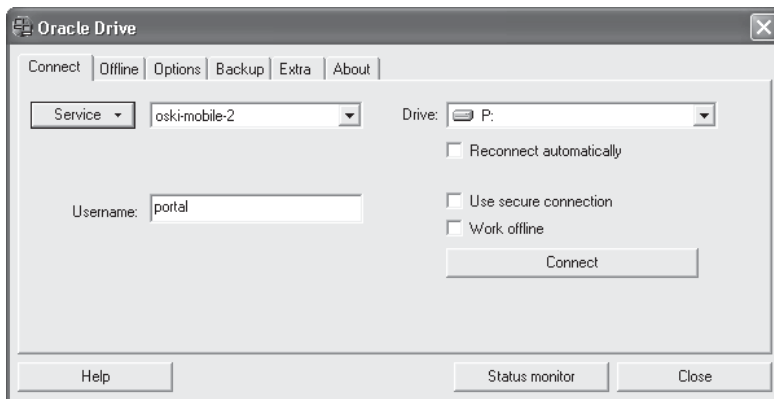 Oracle Drive
Connect Offline Options Backup Extra About
Service oski-mobile-2 Drive: P:
Reconnect automatically
Username: portal Use secure connection
Work offline
Connect
Help Status monitor Close